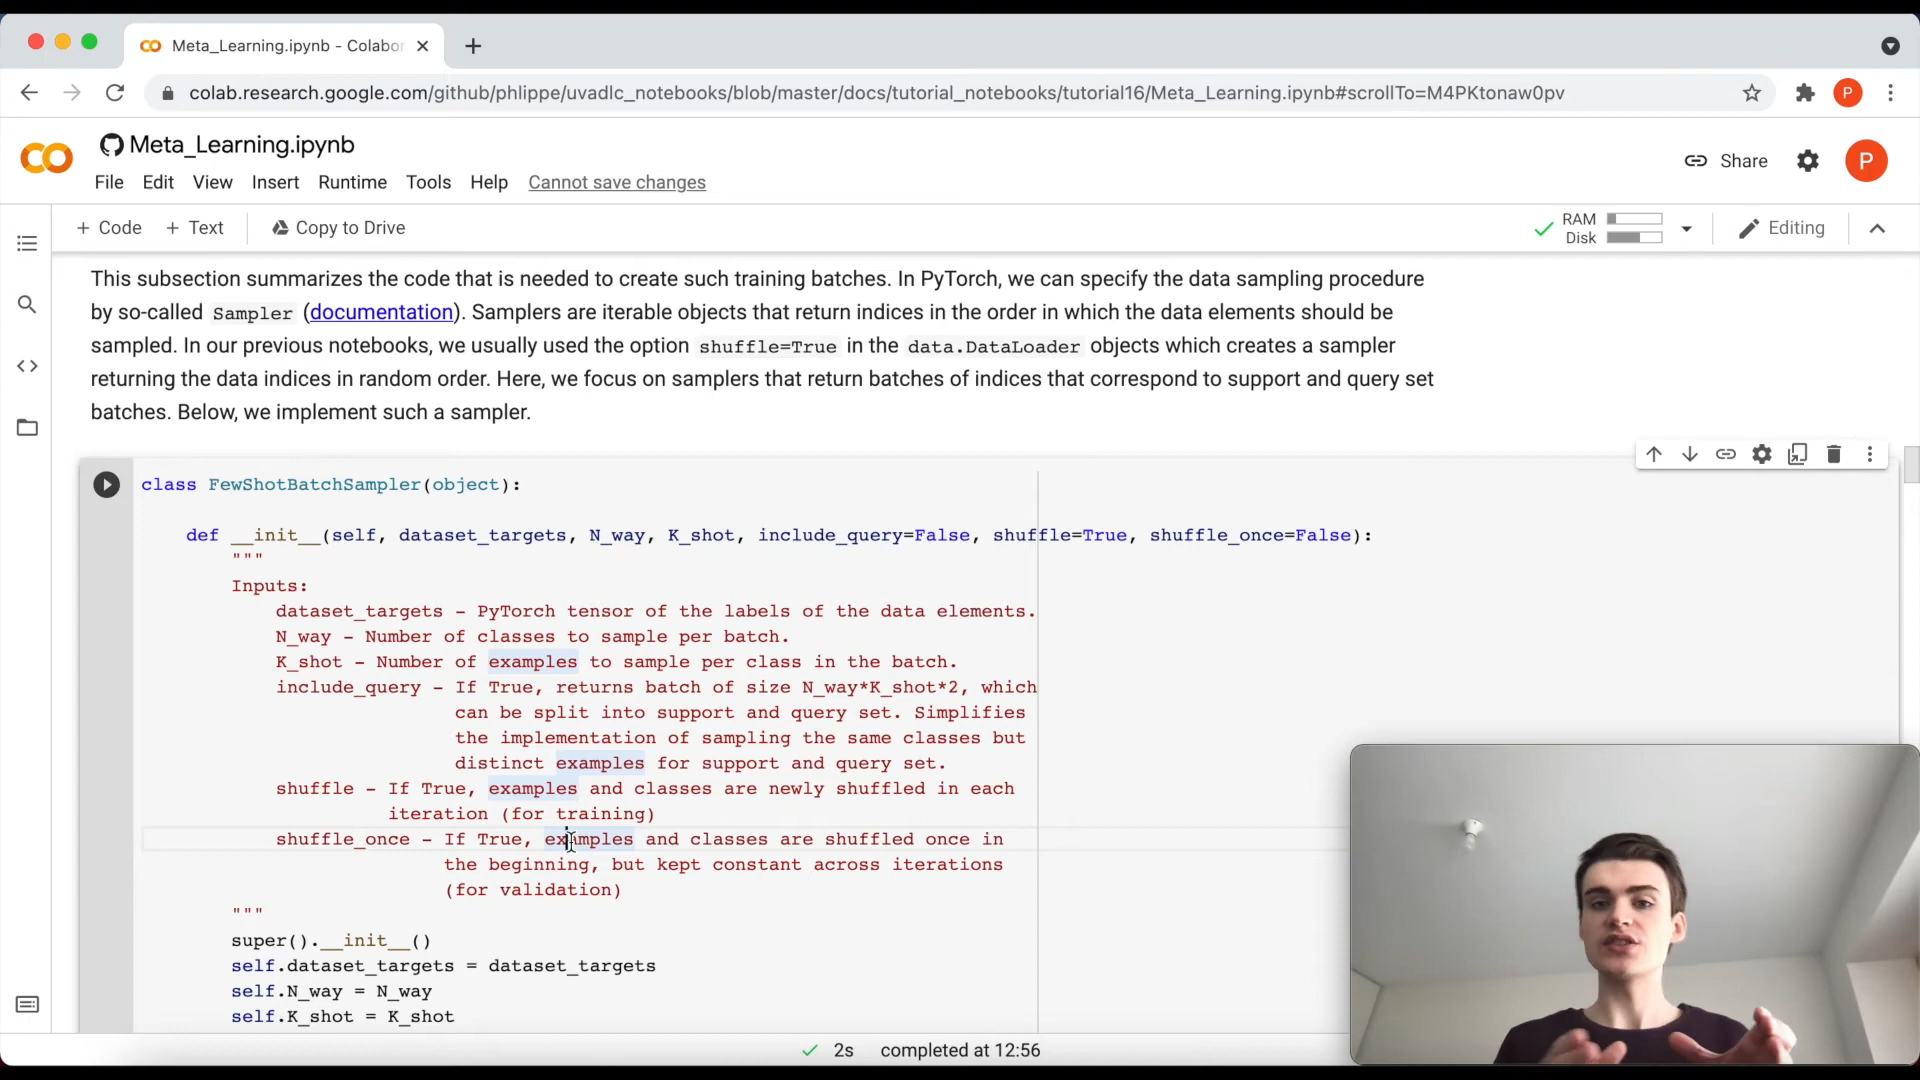 Meta_Learning.ipynb - Colabor
colab.research.google.com/github/phlippe/uvadlc_notebooks/blob/master/docs/tutorial_notebooks/tutorial16/Meta_Learning.ipynb#scrollTo=M4PKtonaw0pv
P
Meta_Learning.ipynb
Share
P
File Edit View Insert Runtime Tools Help Cannot save changes
+ Code + Text Copy to Drive
RAM
Disk
Editing
This subsection summarizes the code that is needed to create such training batches. In PyTorch, we can specify the data sampling procedure
by so-called Sampler (documentation). Samplers are iterable objects that return indices in the order in which the data elements should be
sampled. In our previous notebooks, we usually used the option shuffle=True in the data.DataLoader objects which creates a sampler
returning the data indices in random order. Here, we focus on samplers that return batches of indices that correspond to support and query set
batches. Below, we implement such a sampler.
class FewShotBatchSampler(object):
def __init__(self, dataset_targets, N_way, K_shot, include_query=False, shuffle=True, shuffle_once=False):
"""
Inputs:
dataset_targets - PyTorch tensor of the labels of the data elements.
N_way - Number of classes to sample per batch.
K_shot - Number of examples to sample per class in the batch.
include_query - If True, returns batch of size N_way*K_shot*2, which
can be split into support and query set. Simplifies
the implementation of sampling the same classes but
distinct examples for support and query set.
shuffle - If True, examples and classes are newly shuffled in each
iteration (for training)
shuffle_once - If True, examples and classes are shuffled once in
the beginning, but kept constant across iterations
(for validation)
"""
super().__init__()
self.dataset_targets = dataset_targets
self.N_way = N_way
self.K_shot = K_shot
2s completed at 12:56